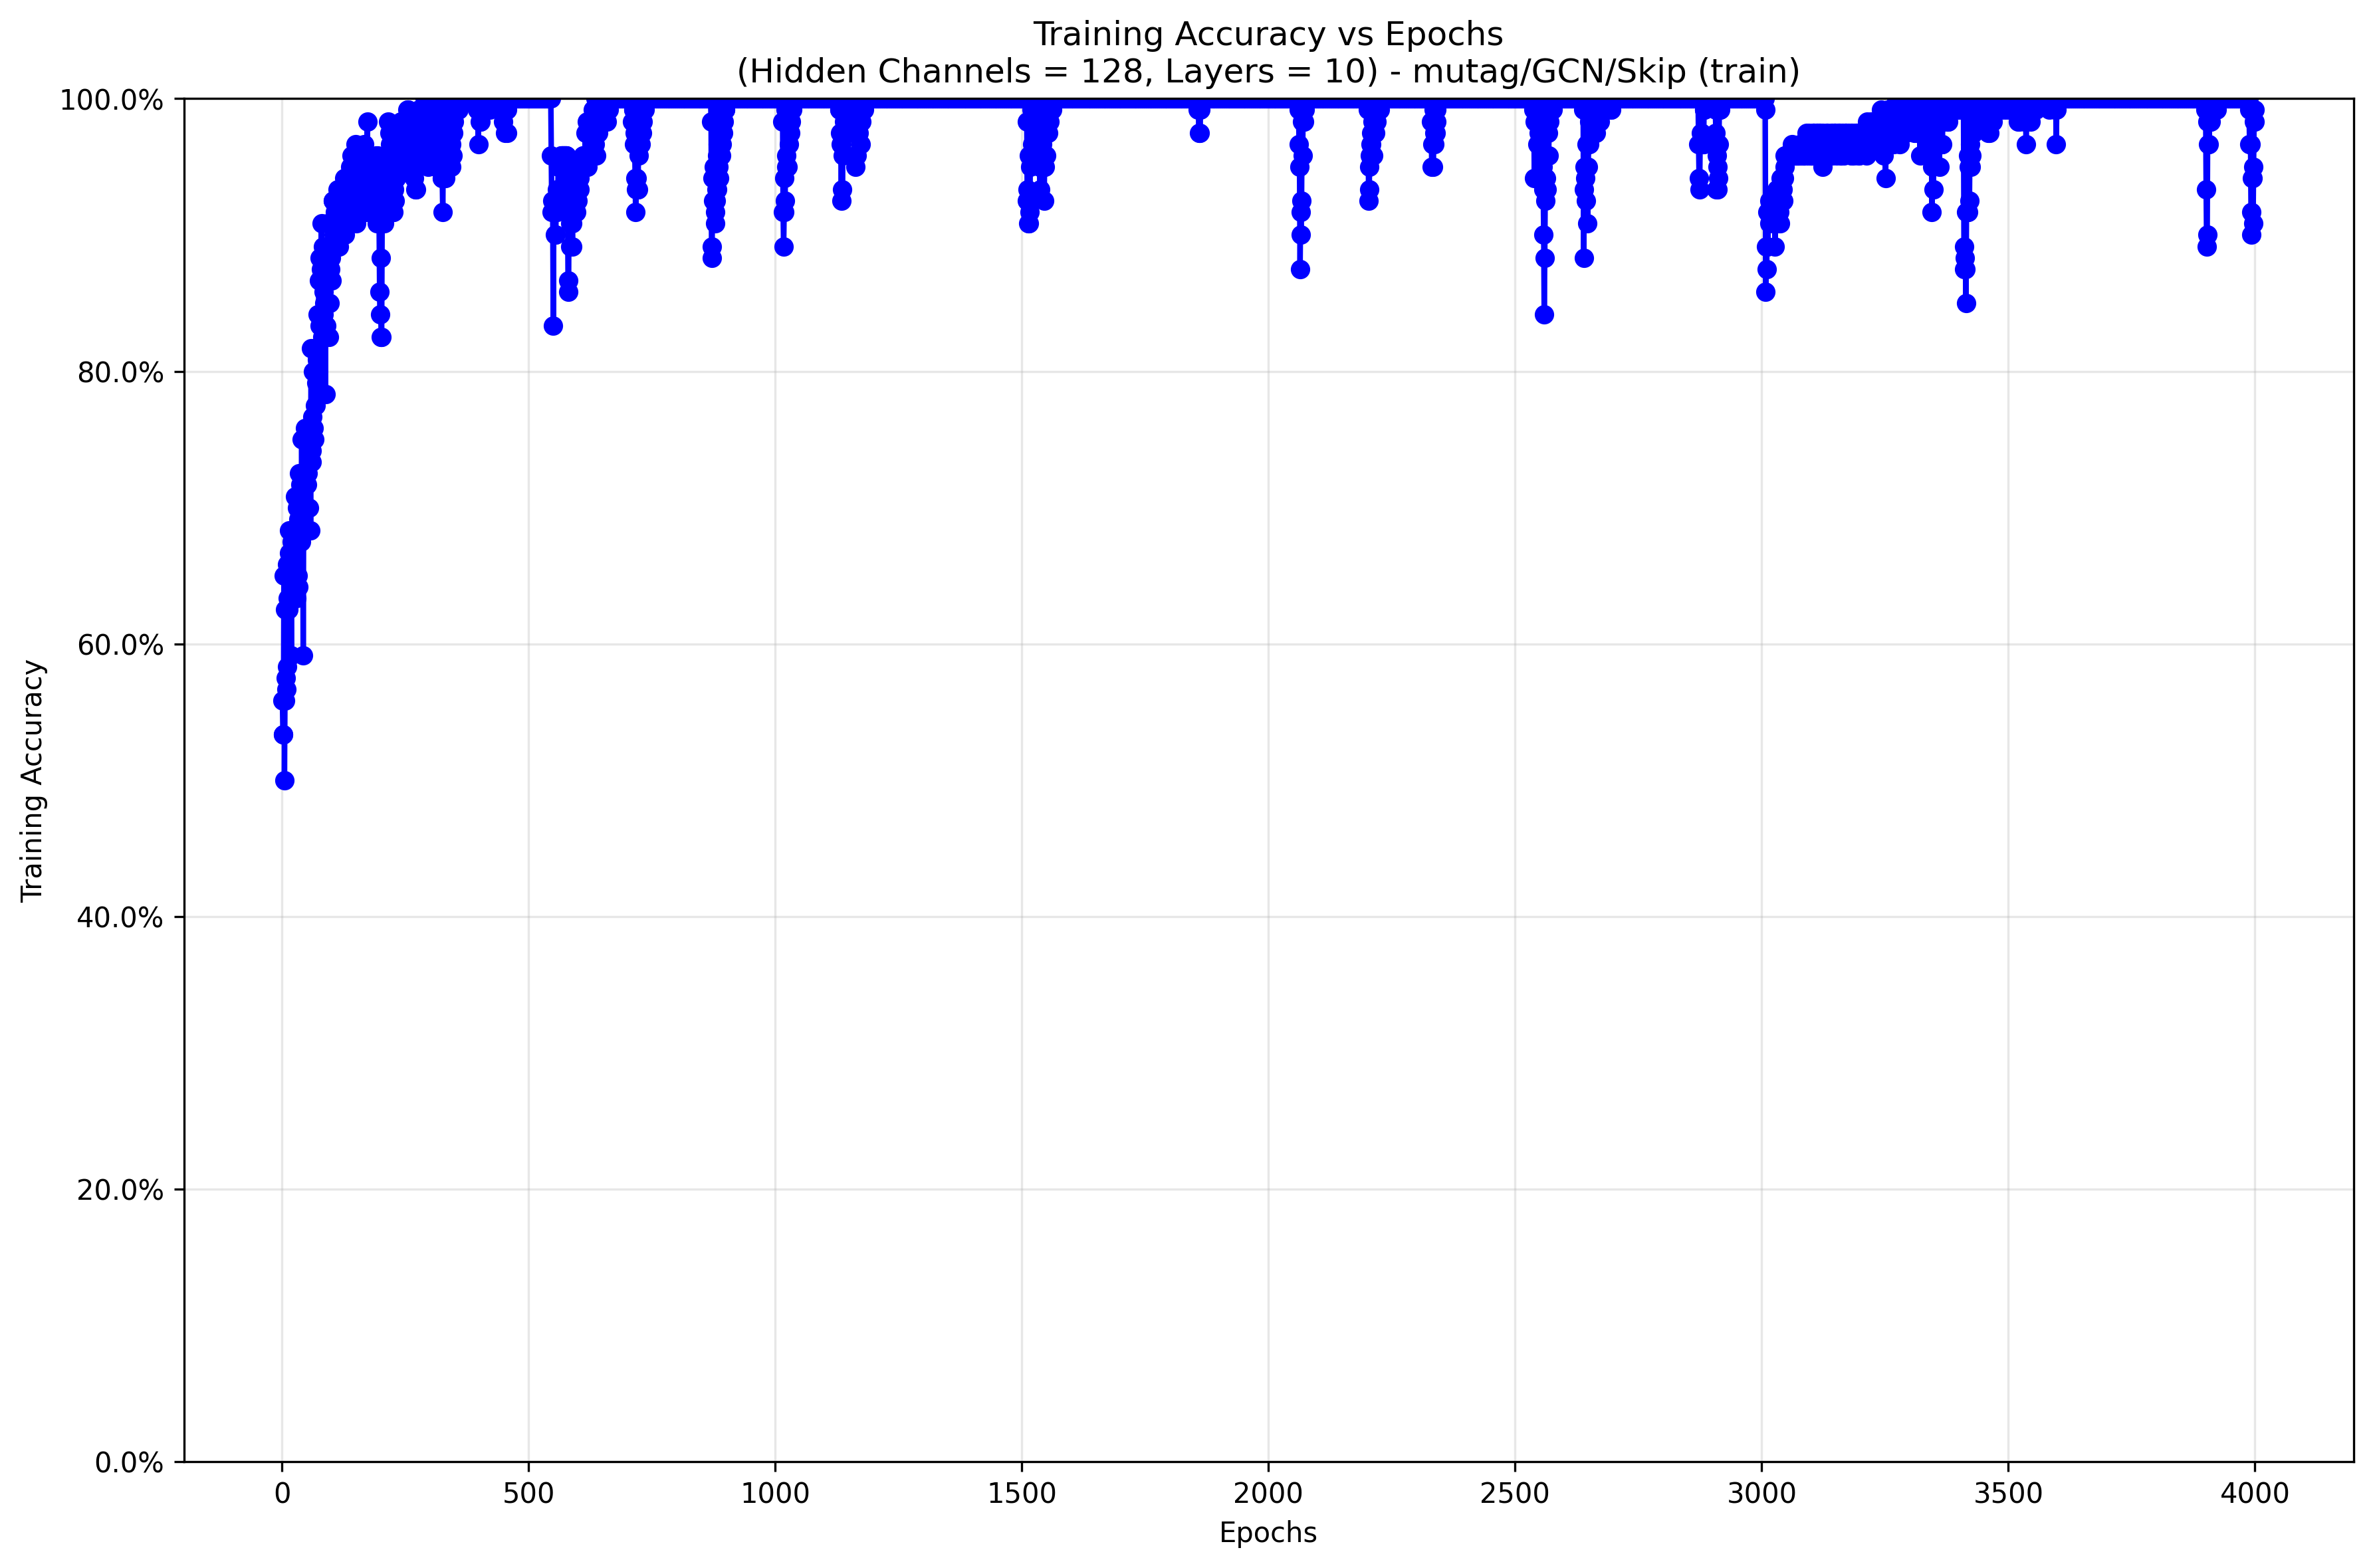 Training Accuracy vs Epochs
(Hidden Channels = 128, Layers = 10) - mutag/GCN/Skip (train)
100.0%
80.0%
60.0%
40.0%
20.0%
0.0%
Training Accuracy
0 500 1000 1500 2000 2500 3000 3500 4000
Epochs